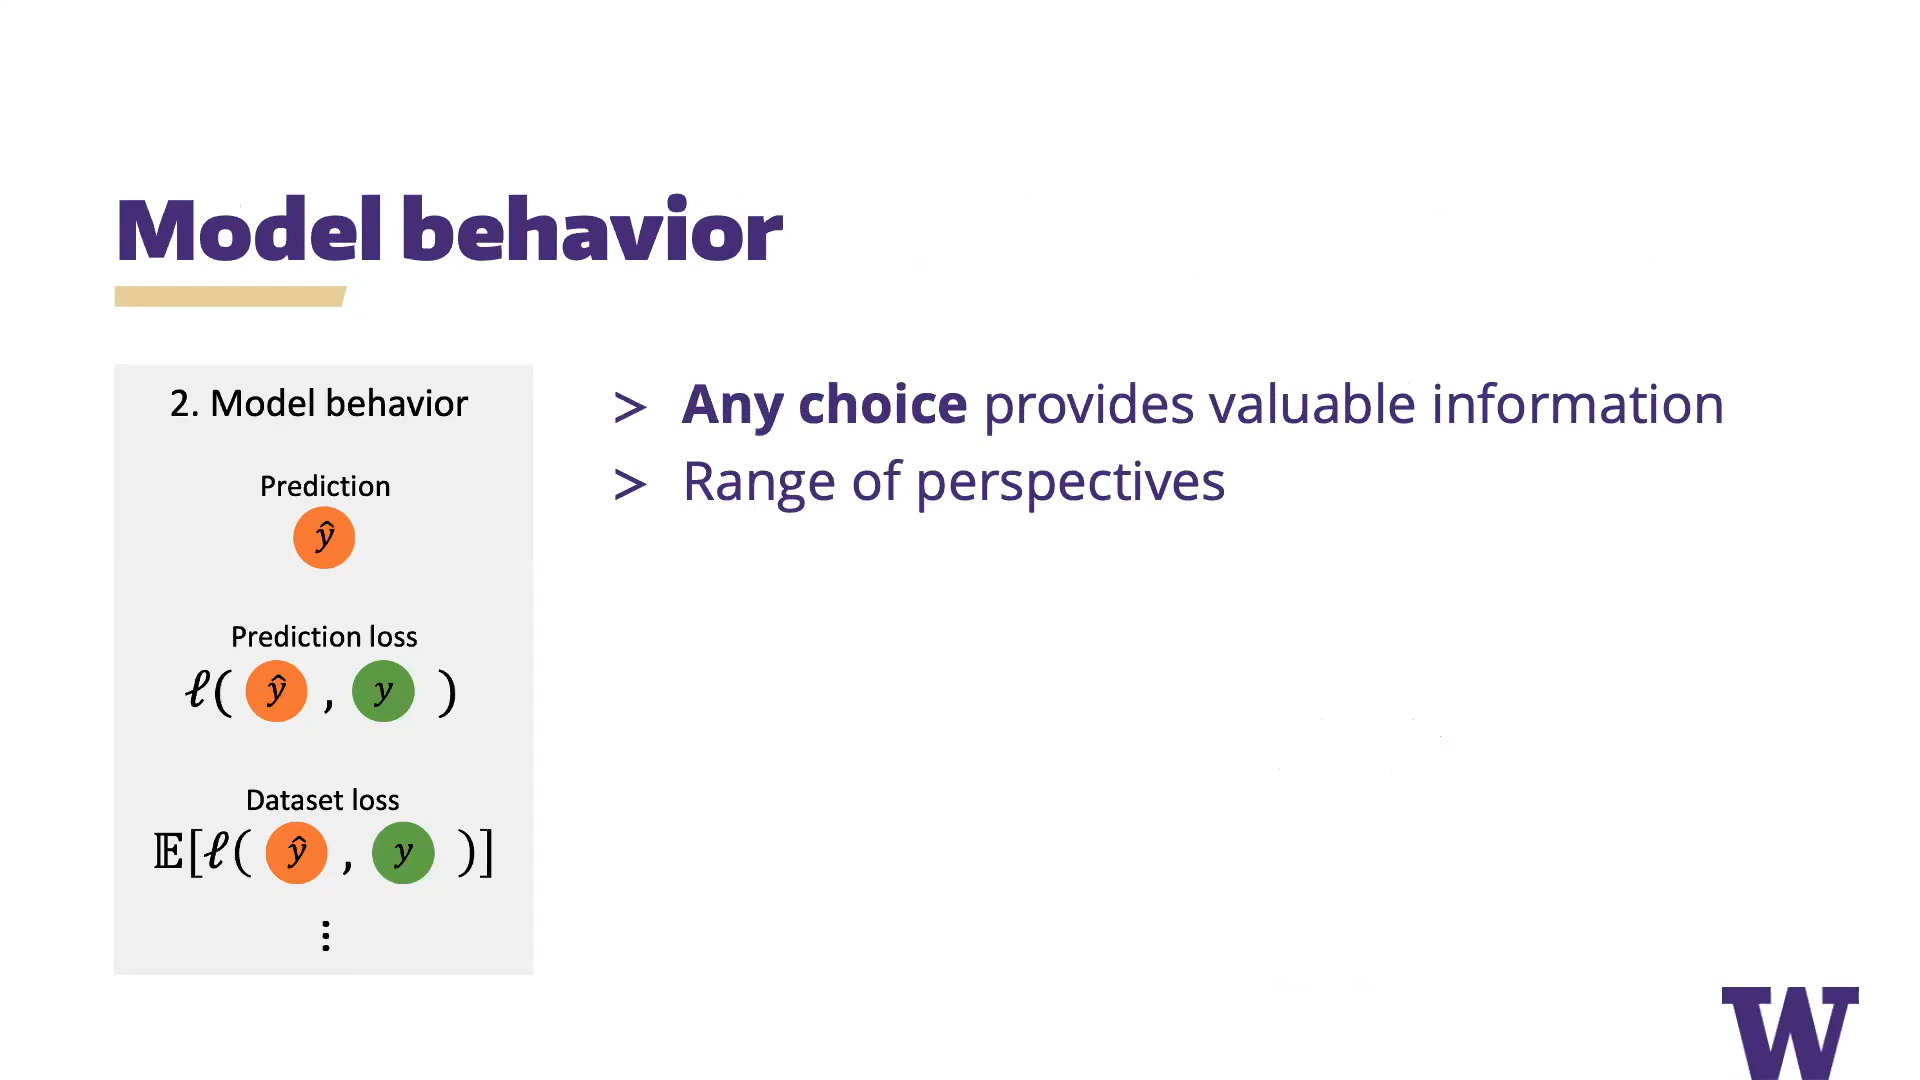 Model behavior
2. Model behavior
Prediction
ŷ
Prediction loss
ℓ( ŷ , y )
Dataset loss
𝔼[ℓ( ŷ , y )]
⋮
> Any choice provides valuable information
> Range of perspectives
W